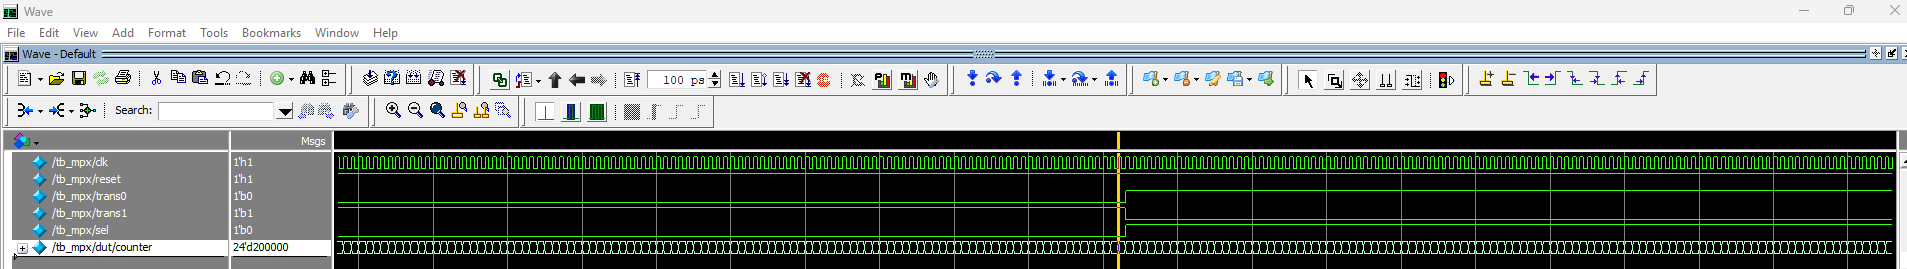 Wave
File Edit View Add Format Tools Bookmarks Window Help
Wave - Default
100 ps
Search:
Msgs
/tb_mpx/clk 1'h1
/tb_mpx/reset 1'h1
/tb_mpx/trans0 1'b0
/tb_mpx/trans1 1'b1
/tb_mpx/sel 1'b0
/tb_mpx/dut/counter 24'd200000